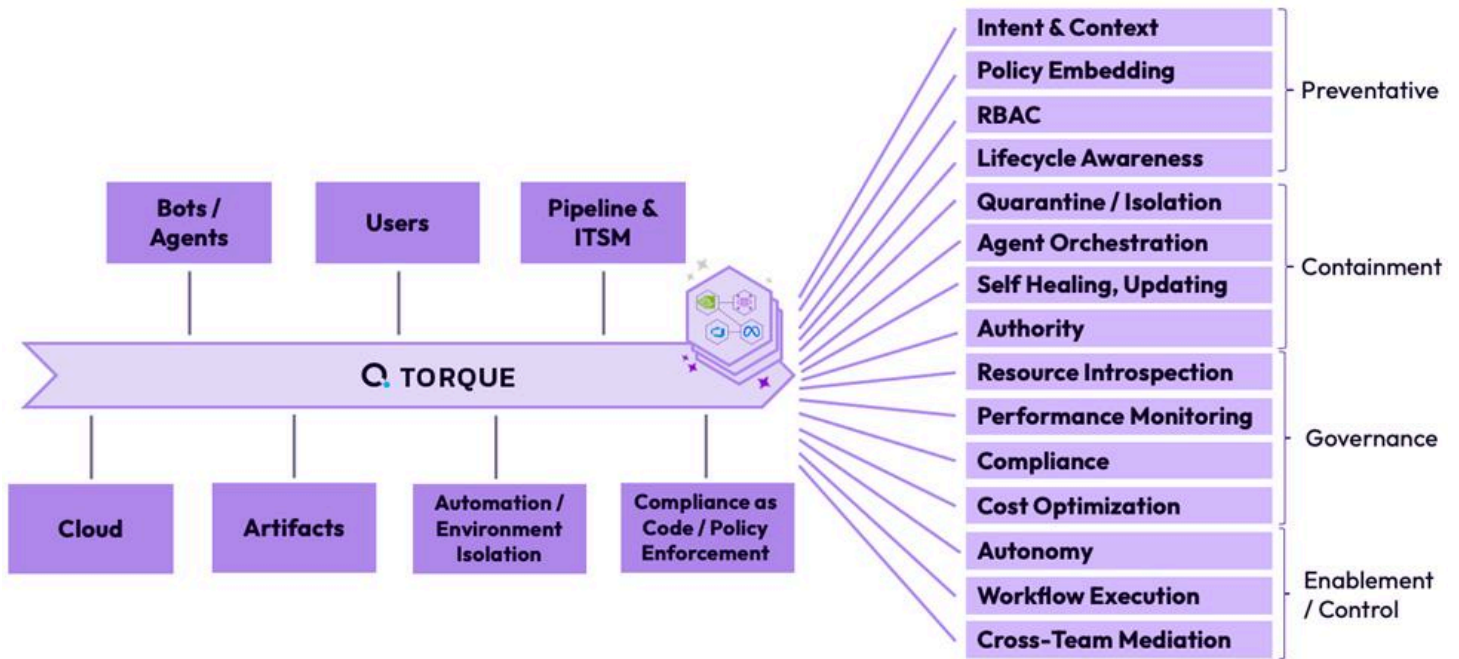 Bots /
Agents
Users
Pipeline &
ITSM
TORQUE
Cloud
Artifacts
Automation /
Environment
Isolation
Compliance as
Code / Policy
Enforcement
Intent & Context
Policy Embedding
RBAC
Lifecycle Awareness
Preventative
Quarantine / Isolation
Agent Orchestration
Self Healing, Updating
Authority
Containment
Resource Introspection
Performance Monitoring
Compliance
Cost Optimization
Governance
Autonomy
Workflow Execution
Cross-Team Mediation
Enablement
/ Control